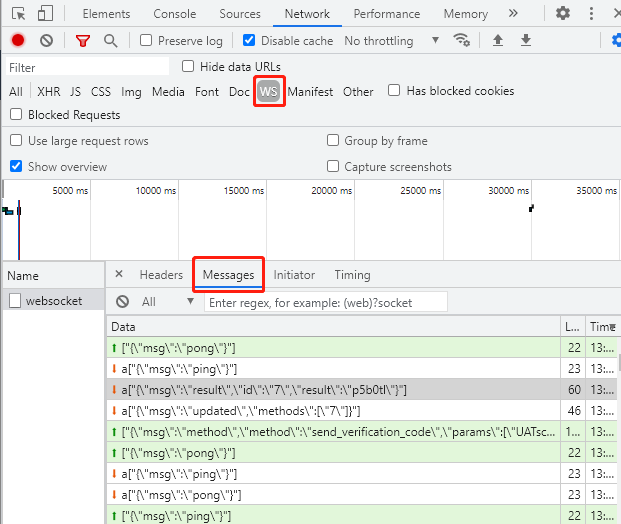 Elements Console Sources Network Performance Memory »
Preserve log Disable cache No throttling
Filter Hide data URLs
All XHR JS CSS Img Media Font Doc WS Manifest Other Has blocked cookies
Blocked Requests
Use large request rows Group by frame
Show overview Capture screenshots
5000 ms 10000 ms 15000 ms 20000 ms 25000 ms 30000 ms 35000 ms
Name × Headers Messages Initiator Timing
websocket All Enter regex, for example: (web)?socket
Data L... Time
["{\"msg\":\"pong\"}"] 22 13:...
a["{\"msg\":\"ping\"}"] 23 13:...
a["{\"msg\":\"result\",\"id\":\"7\",\"result\":\"p5b0tl\"}"] 60 13:...
a["{\"msg\":\"updated\",\"methods\":[\"7\"]}"] 46 13:...
["{\"msg\":\"method\",\"method\":\"send_verification_code\",\"params\":[\"UATsc... 1... 13:...
["{\"msg\":\"pong\"}"] 22 13:...
a["{\"msg\":\"ping\"}"] 23 13:...
a["{\"msg\":\"pong\"}"] 23 13:...
["{\"msg\":\"ping\"}"] 22 13:...